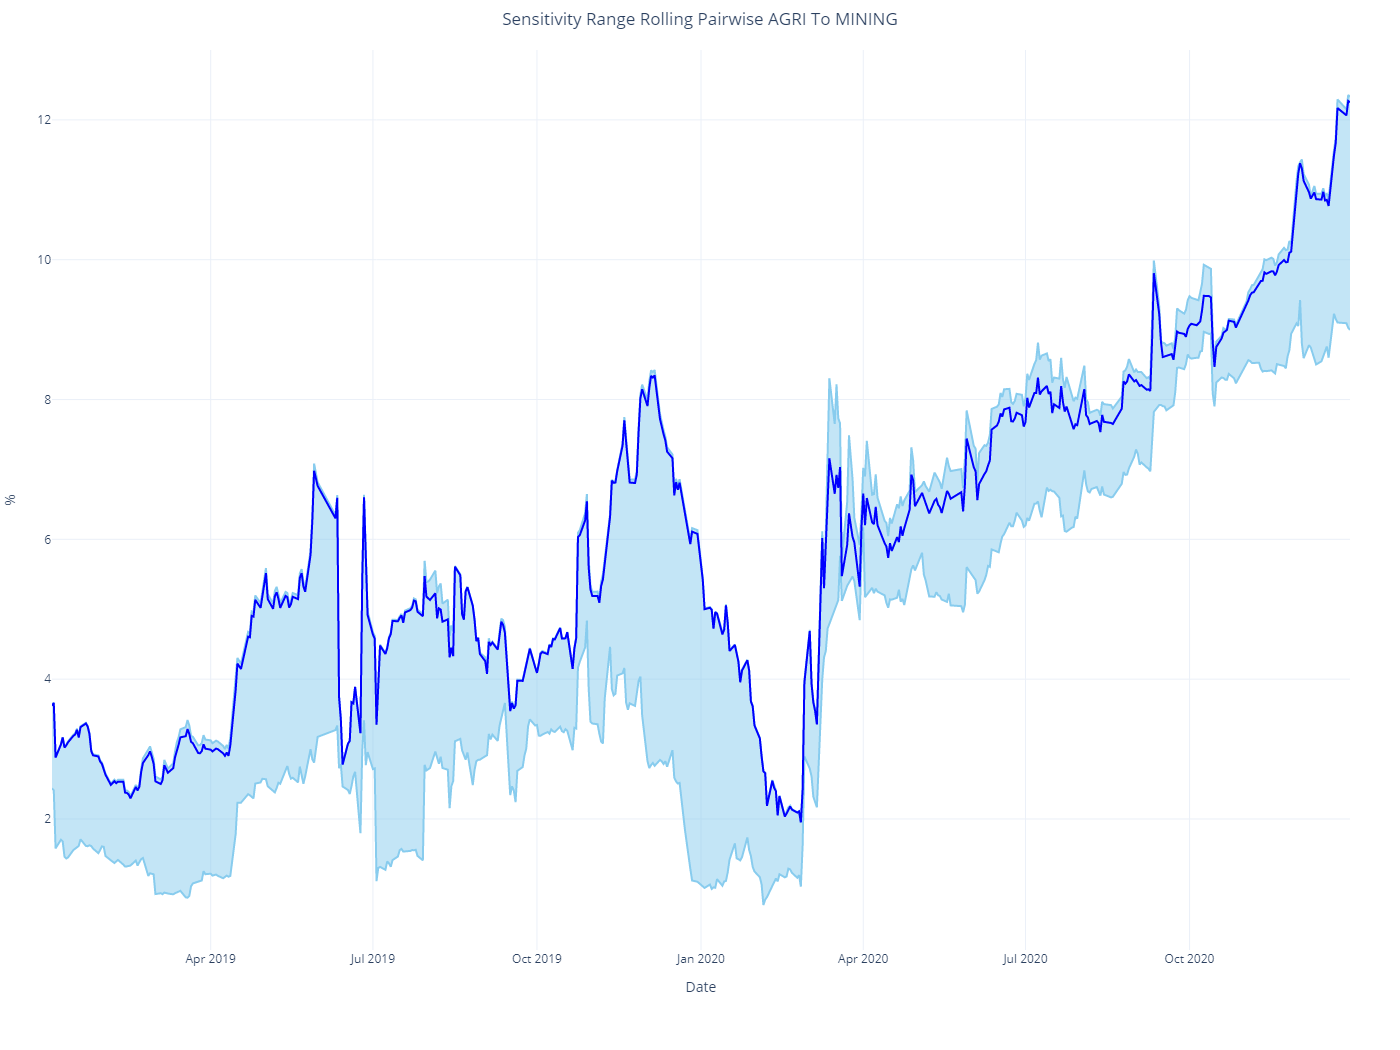 Sensitivity Range Rolling Pairwise AGRI To MINING
12
10
8
6
4
2
%
Apr 2019
Jul 2019
Oct 2019
Jan 2020
Apr 2020
Jul 2020
Oct 2020
Date